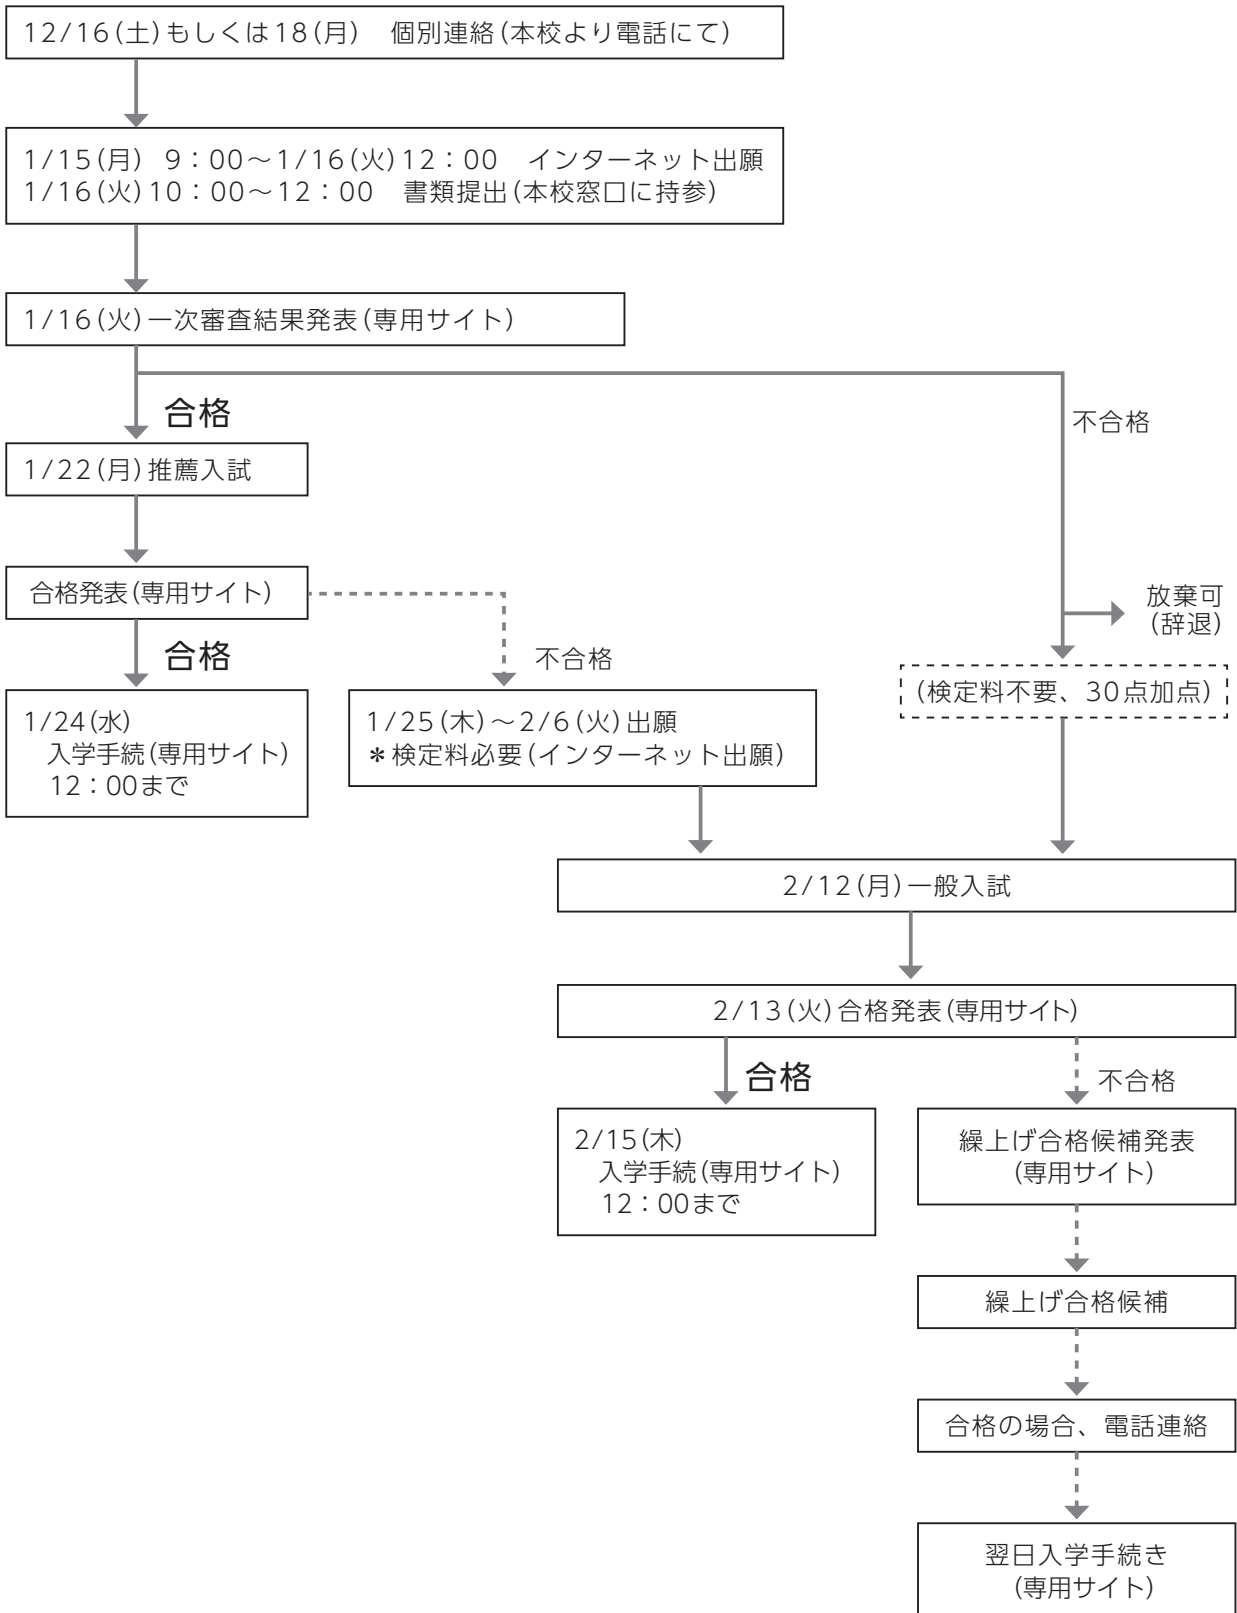 12/16(土)もしくは18(月)　個別連絡(本校より電話にて)
1/15(月)　9：00～1/16(火)12：00　インターネット出願
1/16(火)10：00～12：00　書類提出(本校窓口に持参)
1/16(火)一次審査結果発表(専用サイト)
合格
不合格
1/22(月)推薦入試
合格発表(専用サイト)
放棄可
(辞退)
合格
不合格
(検定料不要、30点加点)
1/24(水)
入学手続(専用サイト)
12：00まで
1/25(木)～2/6(火)出願
＊検定料必要(インターネット出願)
2/12(月)一般入試
2/13(火)合格発表(専用サイト)
合格
不合格
2/15(木)
入学手続(専用サイト)
12：00まで
繰上げ合格候補発表
(専用サイト)
繰上げ合格候補
合格の場合、電話連絡
翌日入学手続き
(専用サイト)